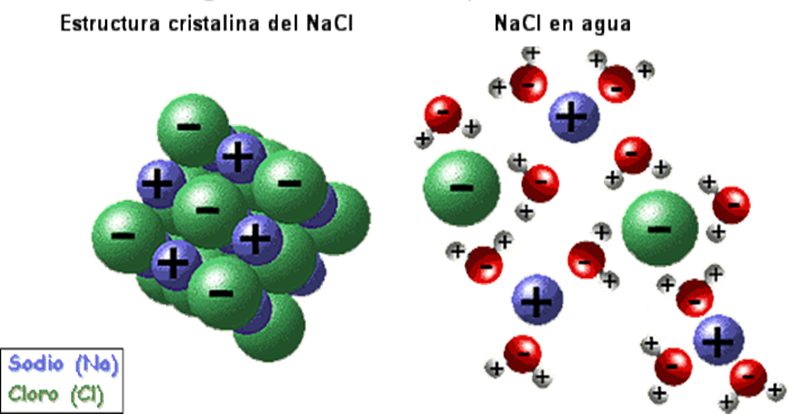 Estructura cristalina del NaCl
NaCl en agua
Sodio (Na)
Cloro (Cl)